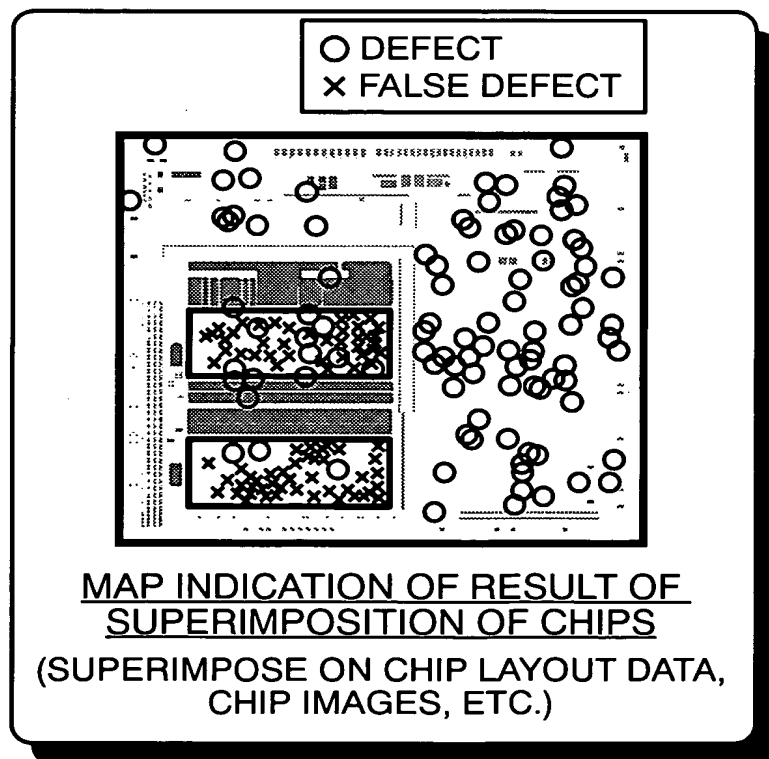 DEFECT
FALSE DEFECT
MAP INDICATION OF RESULT OF
SUPERIMPOSITION OF CHIPS
(SUPERIMPOSE ON CHIP LAYOUT DATA,
CHIP IMAGES, ETC.)